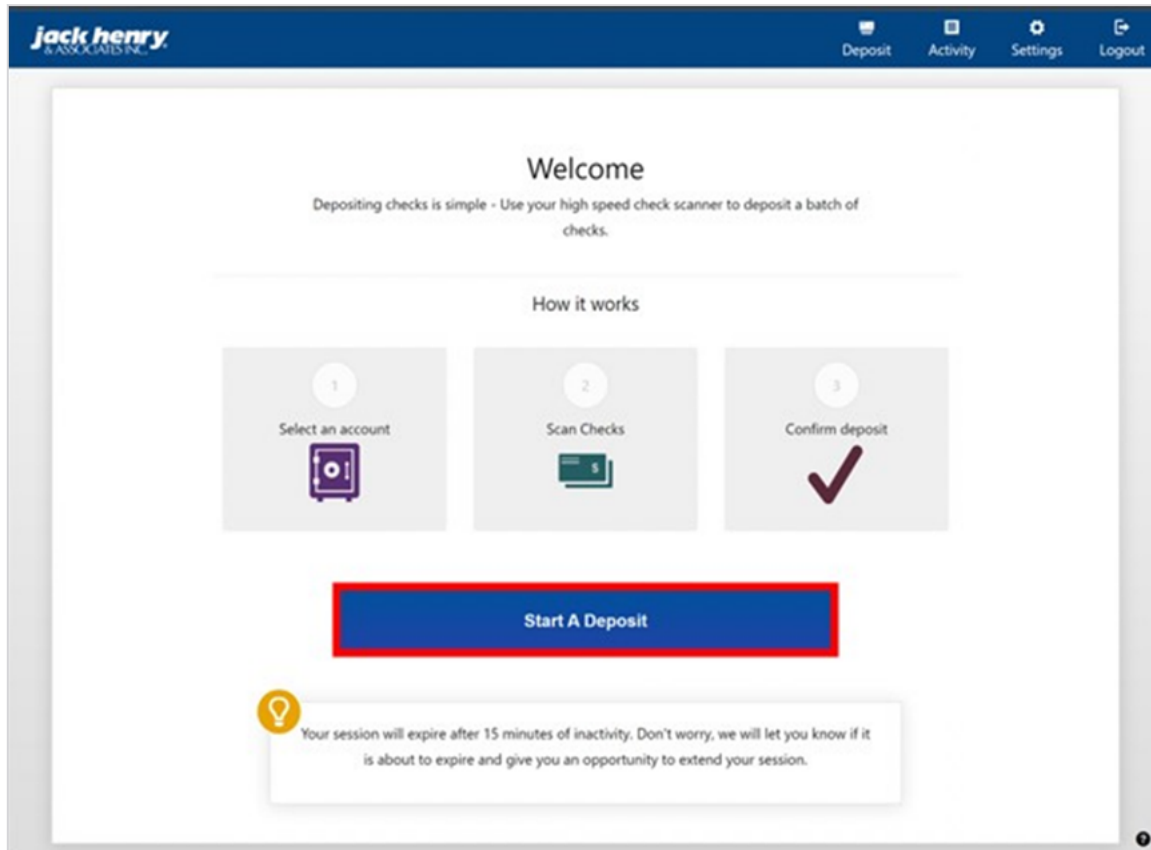 jack henry
& ASSOCIATES INC.
Deposit
Activity
Settings
Logout
Welcome
Depositing checks is simple - Use your high speed check scanner to deposit a batch of
checks.
How it works
1
2
3
Select an account
Scan Checks
Confirm deposit
$
Start A Deposit
Your session will expire after 15 minutes of inactivity. Don't worry, we will let you know if it
is about to expire and give you an opportunity to extend your session.
?